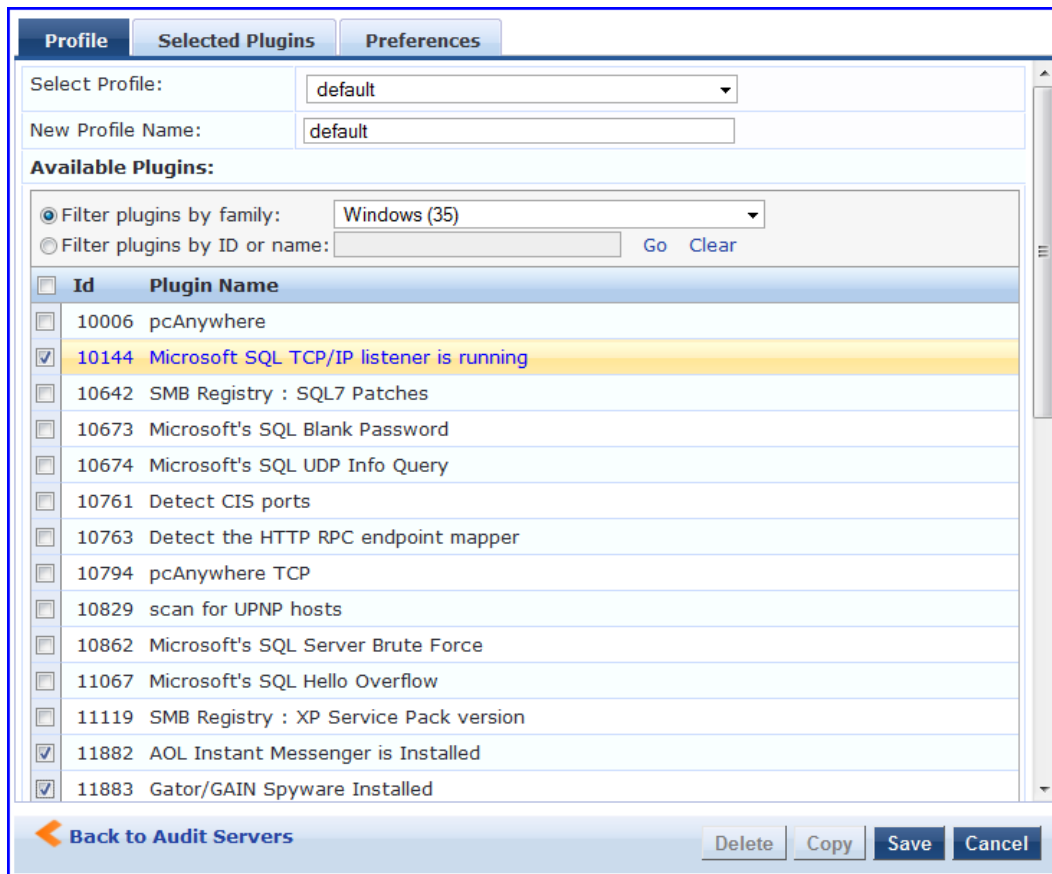 Profile Selected Plugins Preferences
Select Profile: default
New Profile Name: default
Available Plugins:
Filter plugins by family: Windows (35)
Filter plugins by ID or name: Go Clear
Id Plugin Name
10006 pcAnywhere
10144 Microsoft SQL TCP/IP listener is running
10642 SMB Registry : SQL7 Patches
10673 Microsoft's SQL Blank Password
10674 Microsoft's SQL UDP Info Query
10761 Detect CIS ports
10763 Detect the HTTP RPC endpoint mapper
10794 pcAnywhere TCP
10829 scan for UPNP hosts
10862 Microsoft's SQL Server Brute Force
11067 Microsoft's SQL Hello Overflow
11119 SMB Registry : XP Service Pack version
11882 AOL Instant Messenger is Installed
11883 Gator/GAIN Spyware Installed
Back to Audit Servers Delete Copy Save Cancel